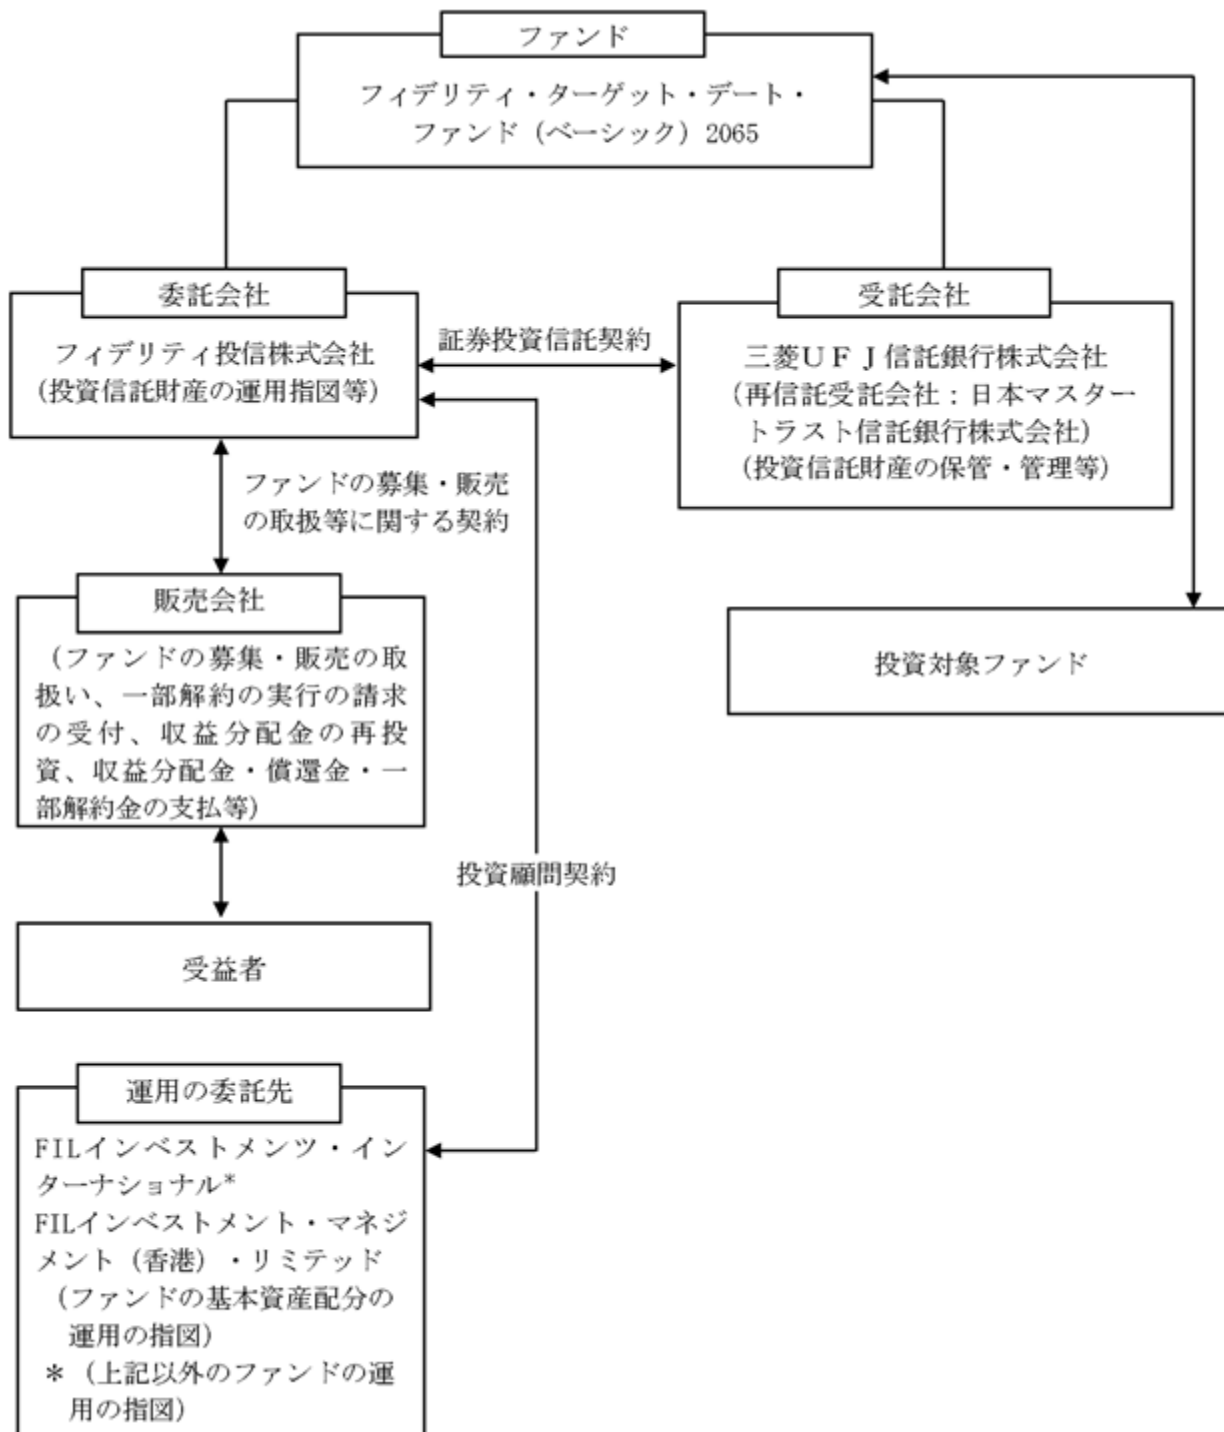 ファンド
フィデリティ・ターゲット・デート・
ファンド（ベーシック）2065
委託会社
フィデリティ投信株式会社
（投資信託財産の運用指図等）
証券投資信託契約
受託会社
三菱ＵＦＪ信託銀行株式会社
（再信託受託会社：日本マスター
トラスト信託銀行株式会社）
（投資信託財産の保管・管理等）
ファンドの募集・販売
の取扱等に関する契約
販売会社
（ファンドの募集・販売の取
扱い、一部解約の実行の請求
の受付、収益分配金の再投
資、収益分配金・償還金・一
部解約金の支払等）
投資対象ファンド
投資顧問契約
受益者
運用の委託先
FILインベストメンツ・イン
ターナショナル*
FILインベストメント・マネジ
メント（香港）・リミテッド
（ファンドの基本資産配分の
運用の指図）
＊（上記以外のファンドの運
用の指図）